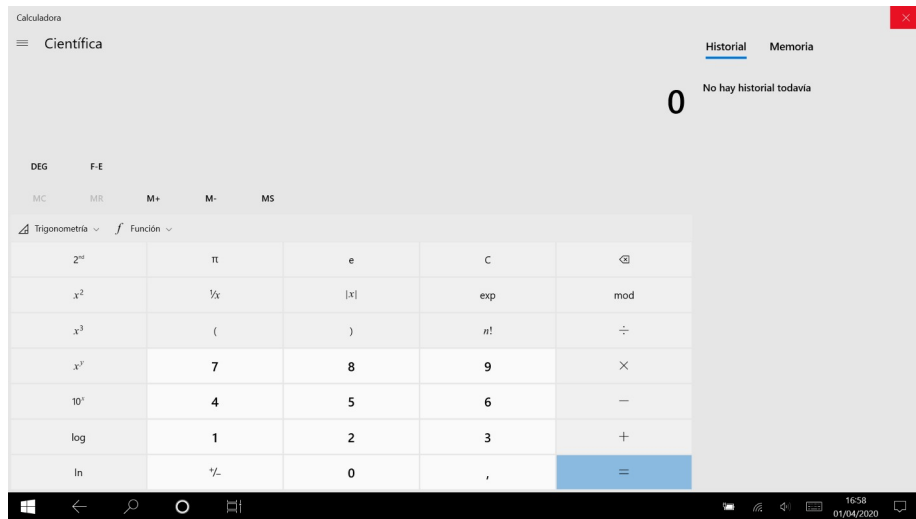 Calculadora
Científica
Historial Memoria
No hay historial todavía
0
DEG F-E
MC MR M+ M- MS
Trigonometría f Función
2ⁿᵈ π e C
x² ¹/x |x| exp mod
x³ ( ) n! ÷
xʸ 7 8 9 ×
10ˣ 4 5 6 −
log 1 2 3 +
ln +/− 0 , =
16:58
01/04/2020